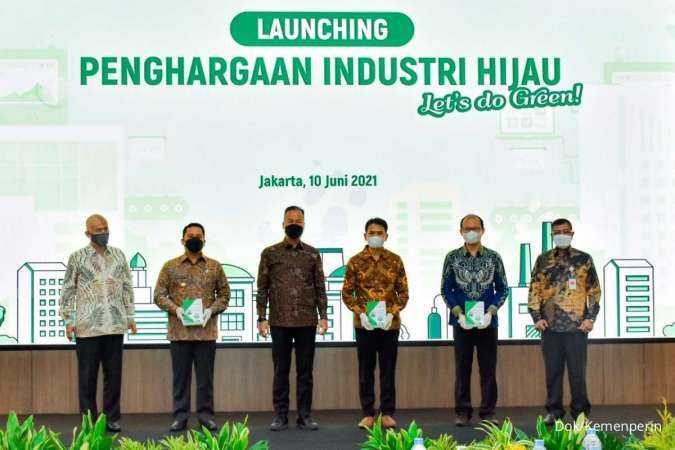 LAUNCHING
PENGHARGAAN INDUSTRI HIJAU
Let's do Green!
Jakarta, 10 Juni 2021
Dok/Kemenperin